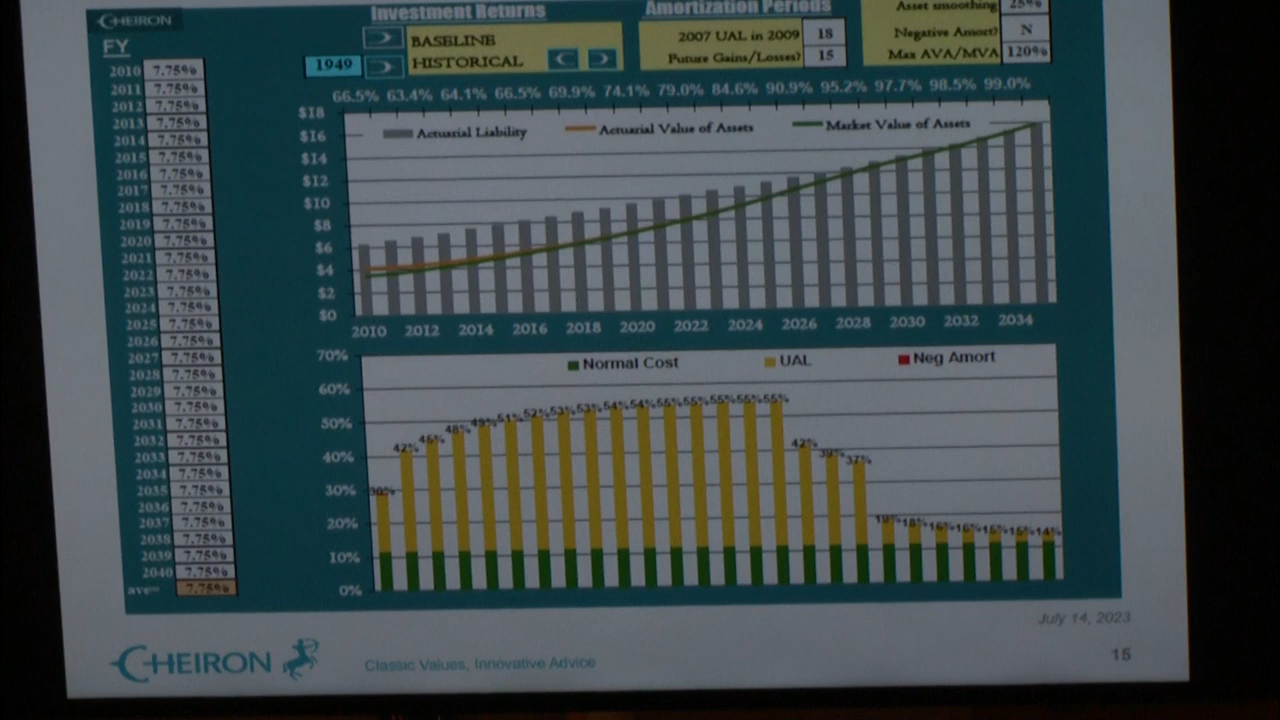 CHEIRON
Investment Returns
Amortization Periods
Asset smoothing 25%
FY
BASELINE
2007 UAL in 2009 18
Negative Amort? N
1949
HISTORICAL
Future Gains/Losses? 15
Max AVA/MVA 120%
2010 7.75%
2011 7.75%
2012 7.75%
2013 7.75%
2014 7.75%
2015 7.75%
2016 7.75%
2017 7.75%
2018 7.75%
2019 7.75%
2020 7.75%
2021 7.75%
2022 7.75%
2023 7.75%
2024 7.75%
2025 7.75%
2026 7.75%
2027 7.75%
2028 7.75%
2029 7.75%
2030 7.75%
2031 7.75%
2032 7.75%
2033 7.75%
2034 7.75%
2035 7.75%
2036 7.75%
2037 7.75%
2038 7.75%
2039 7.75%
2040 7.75%
ave= 7.75%
66.5% 63.4% 64.1% 66.5% 69.9% 74.1% 79.0% 84.6% 90.9% 95.2% 97.7% 98.5% 99.0%
Actuarial Liability Actuarial Value of Assets Market Value of Assets
$18
$16
$14
$12
$10
$8
$6
$4
$2
$0
2010 2012 2014 2016 2018 2020 2022 2024 2026 2028 2030 2032 2034
Normal Cost UAL Neg Amort
70%
60%
50%
40%
30%
20%
10%
0%
30% 42% 45% 48% 49% 51% 52% 53% 53% 54% 54% 55% 55% 55% 55% 55% 42% 39% 37% 19% 18% 16% 16% 15% 15% 14%
July 14, 2023
CHEIRON
Classic Values, Innovative Advice
15